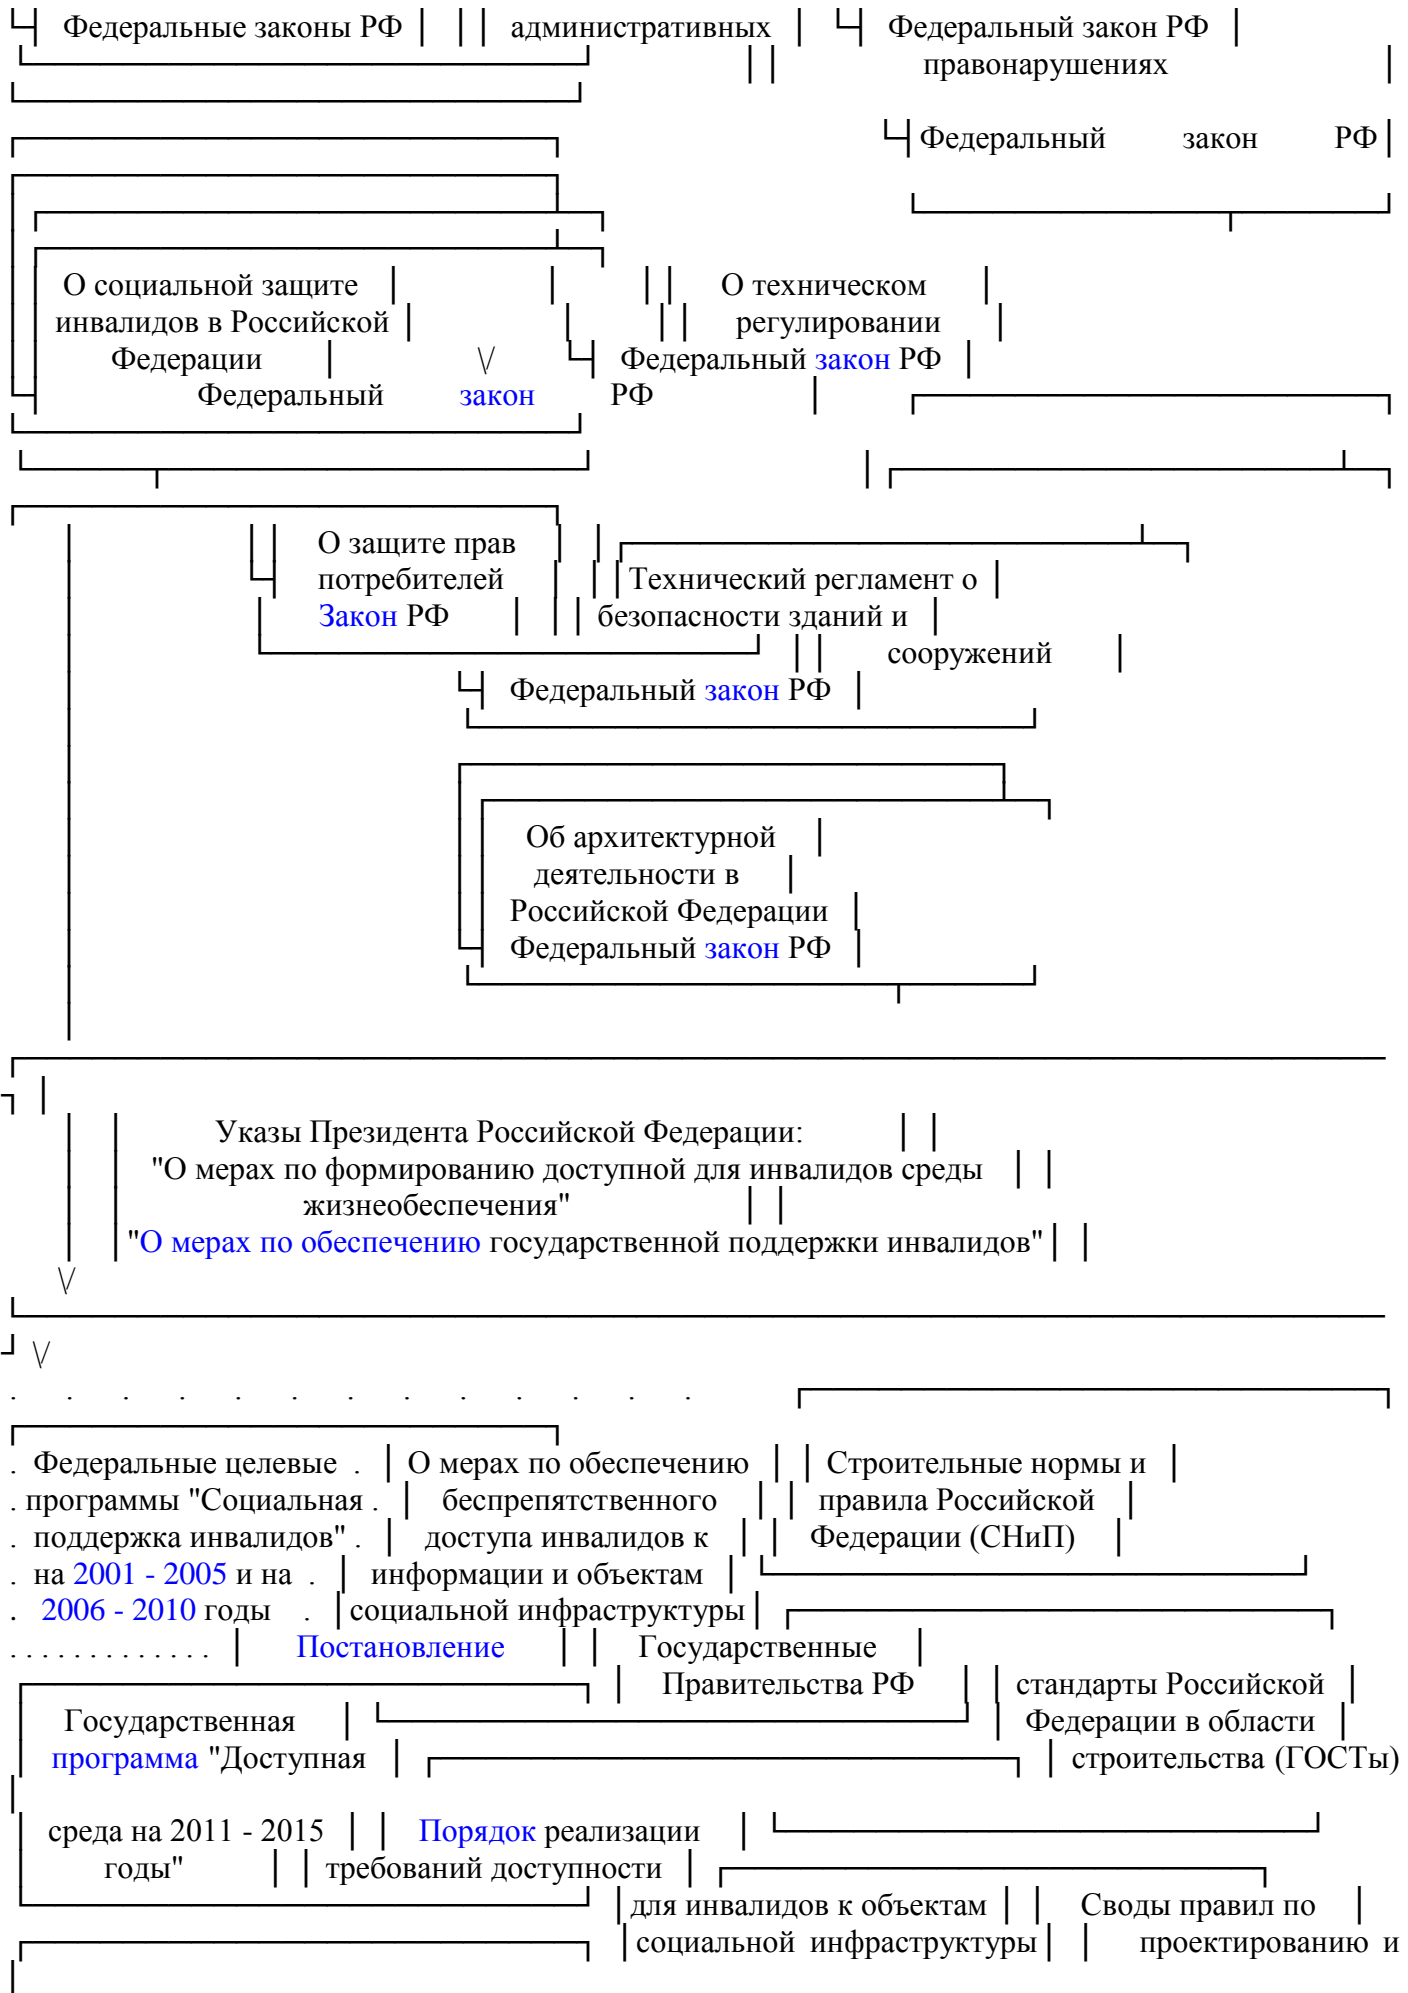 Федеральные законы РФ административных Федеральный закон РФ
правонарушениях
Федеральный закон РФ
О социальной защите О техническом
инвалидов в Российской регулировании
Федерации \/ Федеральный закон РФ
Федеральный закон РФ
О защите прав
потребителей Технический регламент о
Закон РФ безопасности зданий и
сооружений
Федеральный закон РФ
Об архитектурной
деятельности в
Российской Федерации
Федеральный закон РФ
Указы Президента Российской Федерации:
"О мерах по формированию доступной для инвалидов среды
жизнеобеспечения"
"О мерах по обеспечению государственной поддержки инвалидов"
\/
\/
. . . . . . . . . . . . .
. Федеральные целевые . О мерах по обеспечению Строительные нормы и
. программы "Социальная . беспрепятственного правила Российской
. поддержка инвалидов" . доступа инвалидов к Федерации (СНиП)
. на 2001 - 2005 и на . информации и объектам
. 2006 - 2010 годы . социальной инфраструктуры
. . . . . . . . . . . . . Постановление Государственные
Правительства РФ стандарты Российской
Государственная Федерации в области
программа "Доступная строительства (ГОСТы)
среда на 2011 - 2015 Порядок реализации
годы" требований доступности
для инвалидов к объектам Своды правил по
социальной инфраструктуры проектированию и